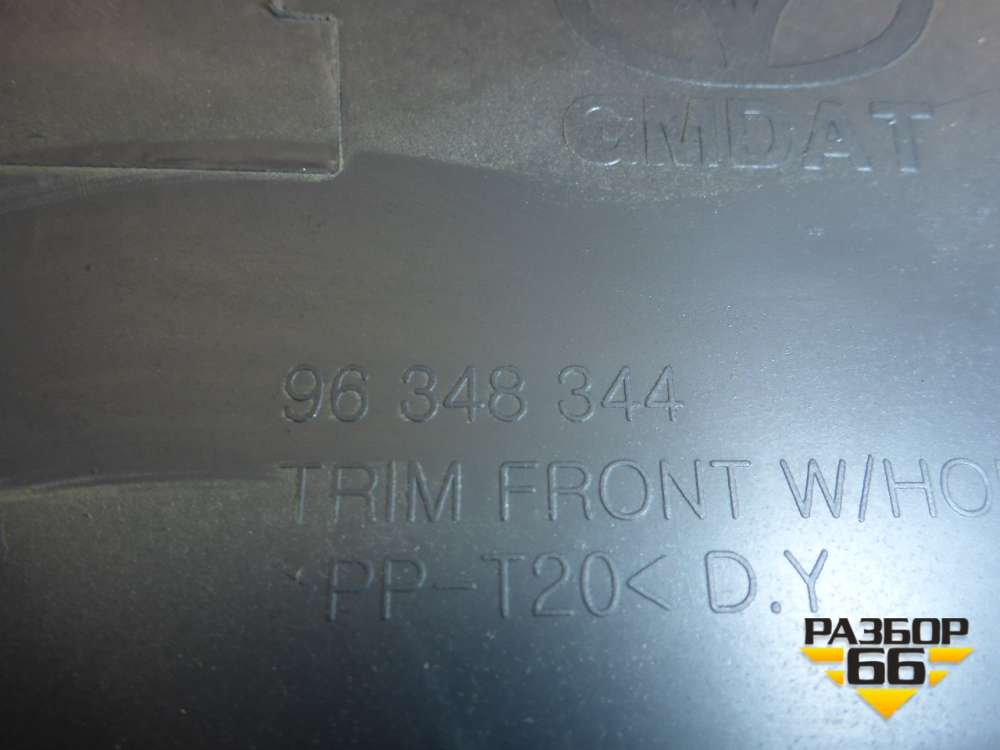 GMDAT
96 348 344
TRIM FRONT W/HO
PP-T20< D.Y
РАЗБОР
66